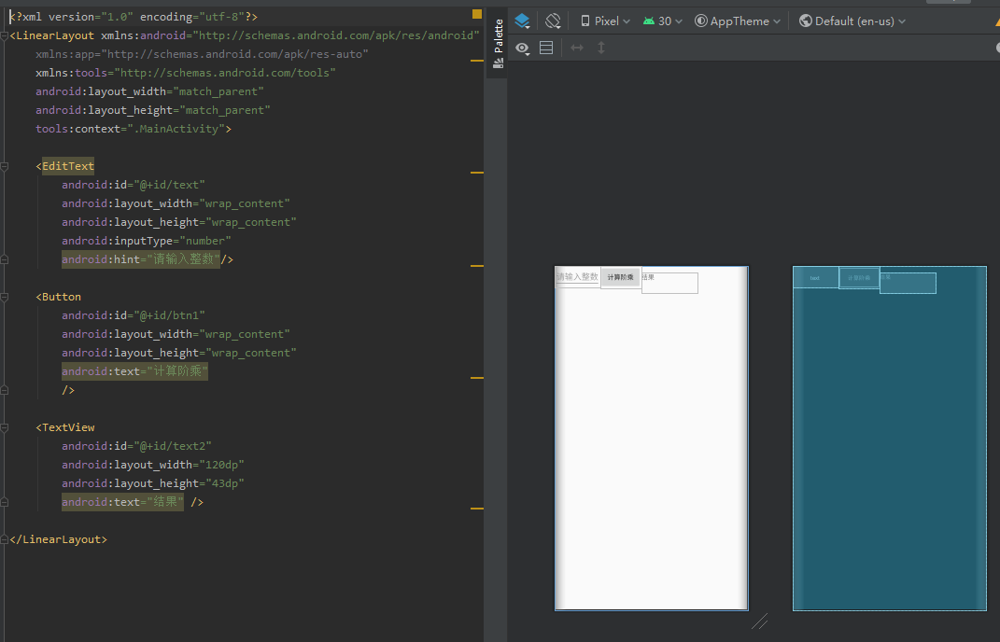 <?xml version="1.0" encoding="utf-8"?>
<LinearLayout xmlns:android="http://schemas.android.com/apk/res/android"
xmlns:app="http://schemas.android.com/apk/res-auto"
xmlns:tools="http://schemas.android.com/tools"
android:layout_width="match_parent"
android:layout_height="match_parent"
tools:context=".MainActivity">
<EditText
android:id="@+id/text"
android:layout_width="wrap_content"
android:layout_height="wrap_content"
android:inputType="number"
android:hint="请输入整数"/>
<Button
android:id="@+id/btn1"
android:layout_width="wrap_content"
android:layout_height="wrap_content"
android:text="计算阶乘"
/>
<TextView
android:id="@+id/text2"
android:layout_width="120dp"
android:layout_height="43dp"
android:text="结果" />
</LinearLayout>
Palette
Pixel 30 AppTheme Default (en-us)
请输入整数 计算阶乘 结果
text 计算阶乘 结果